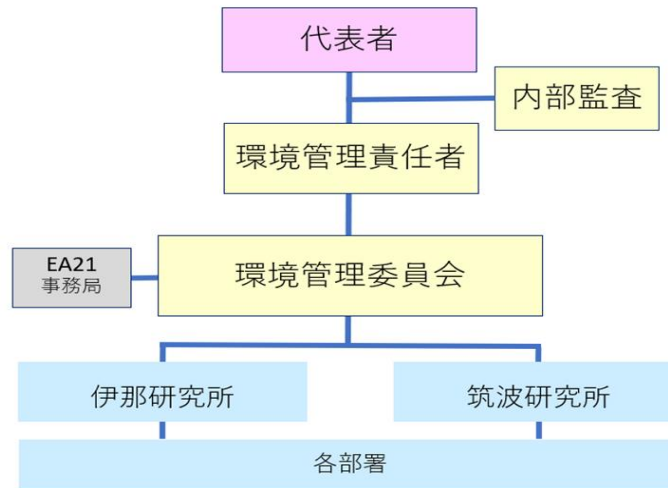 代表者
内部監査
環境管理責任者
EA21
事務局
環境管理委員会
伊那研究所
筑波研究所
各部署